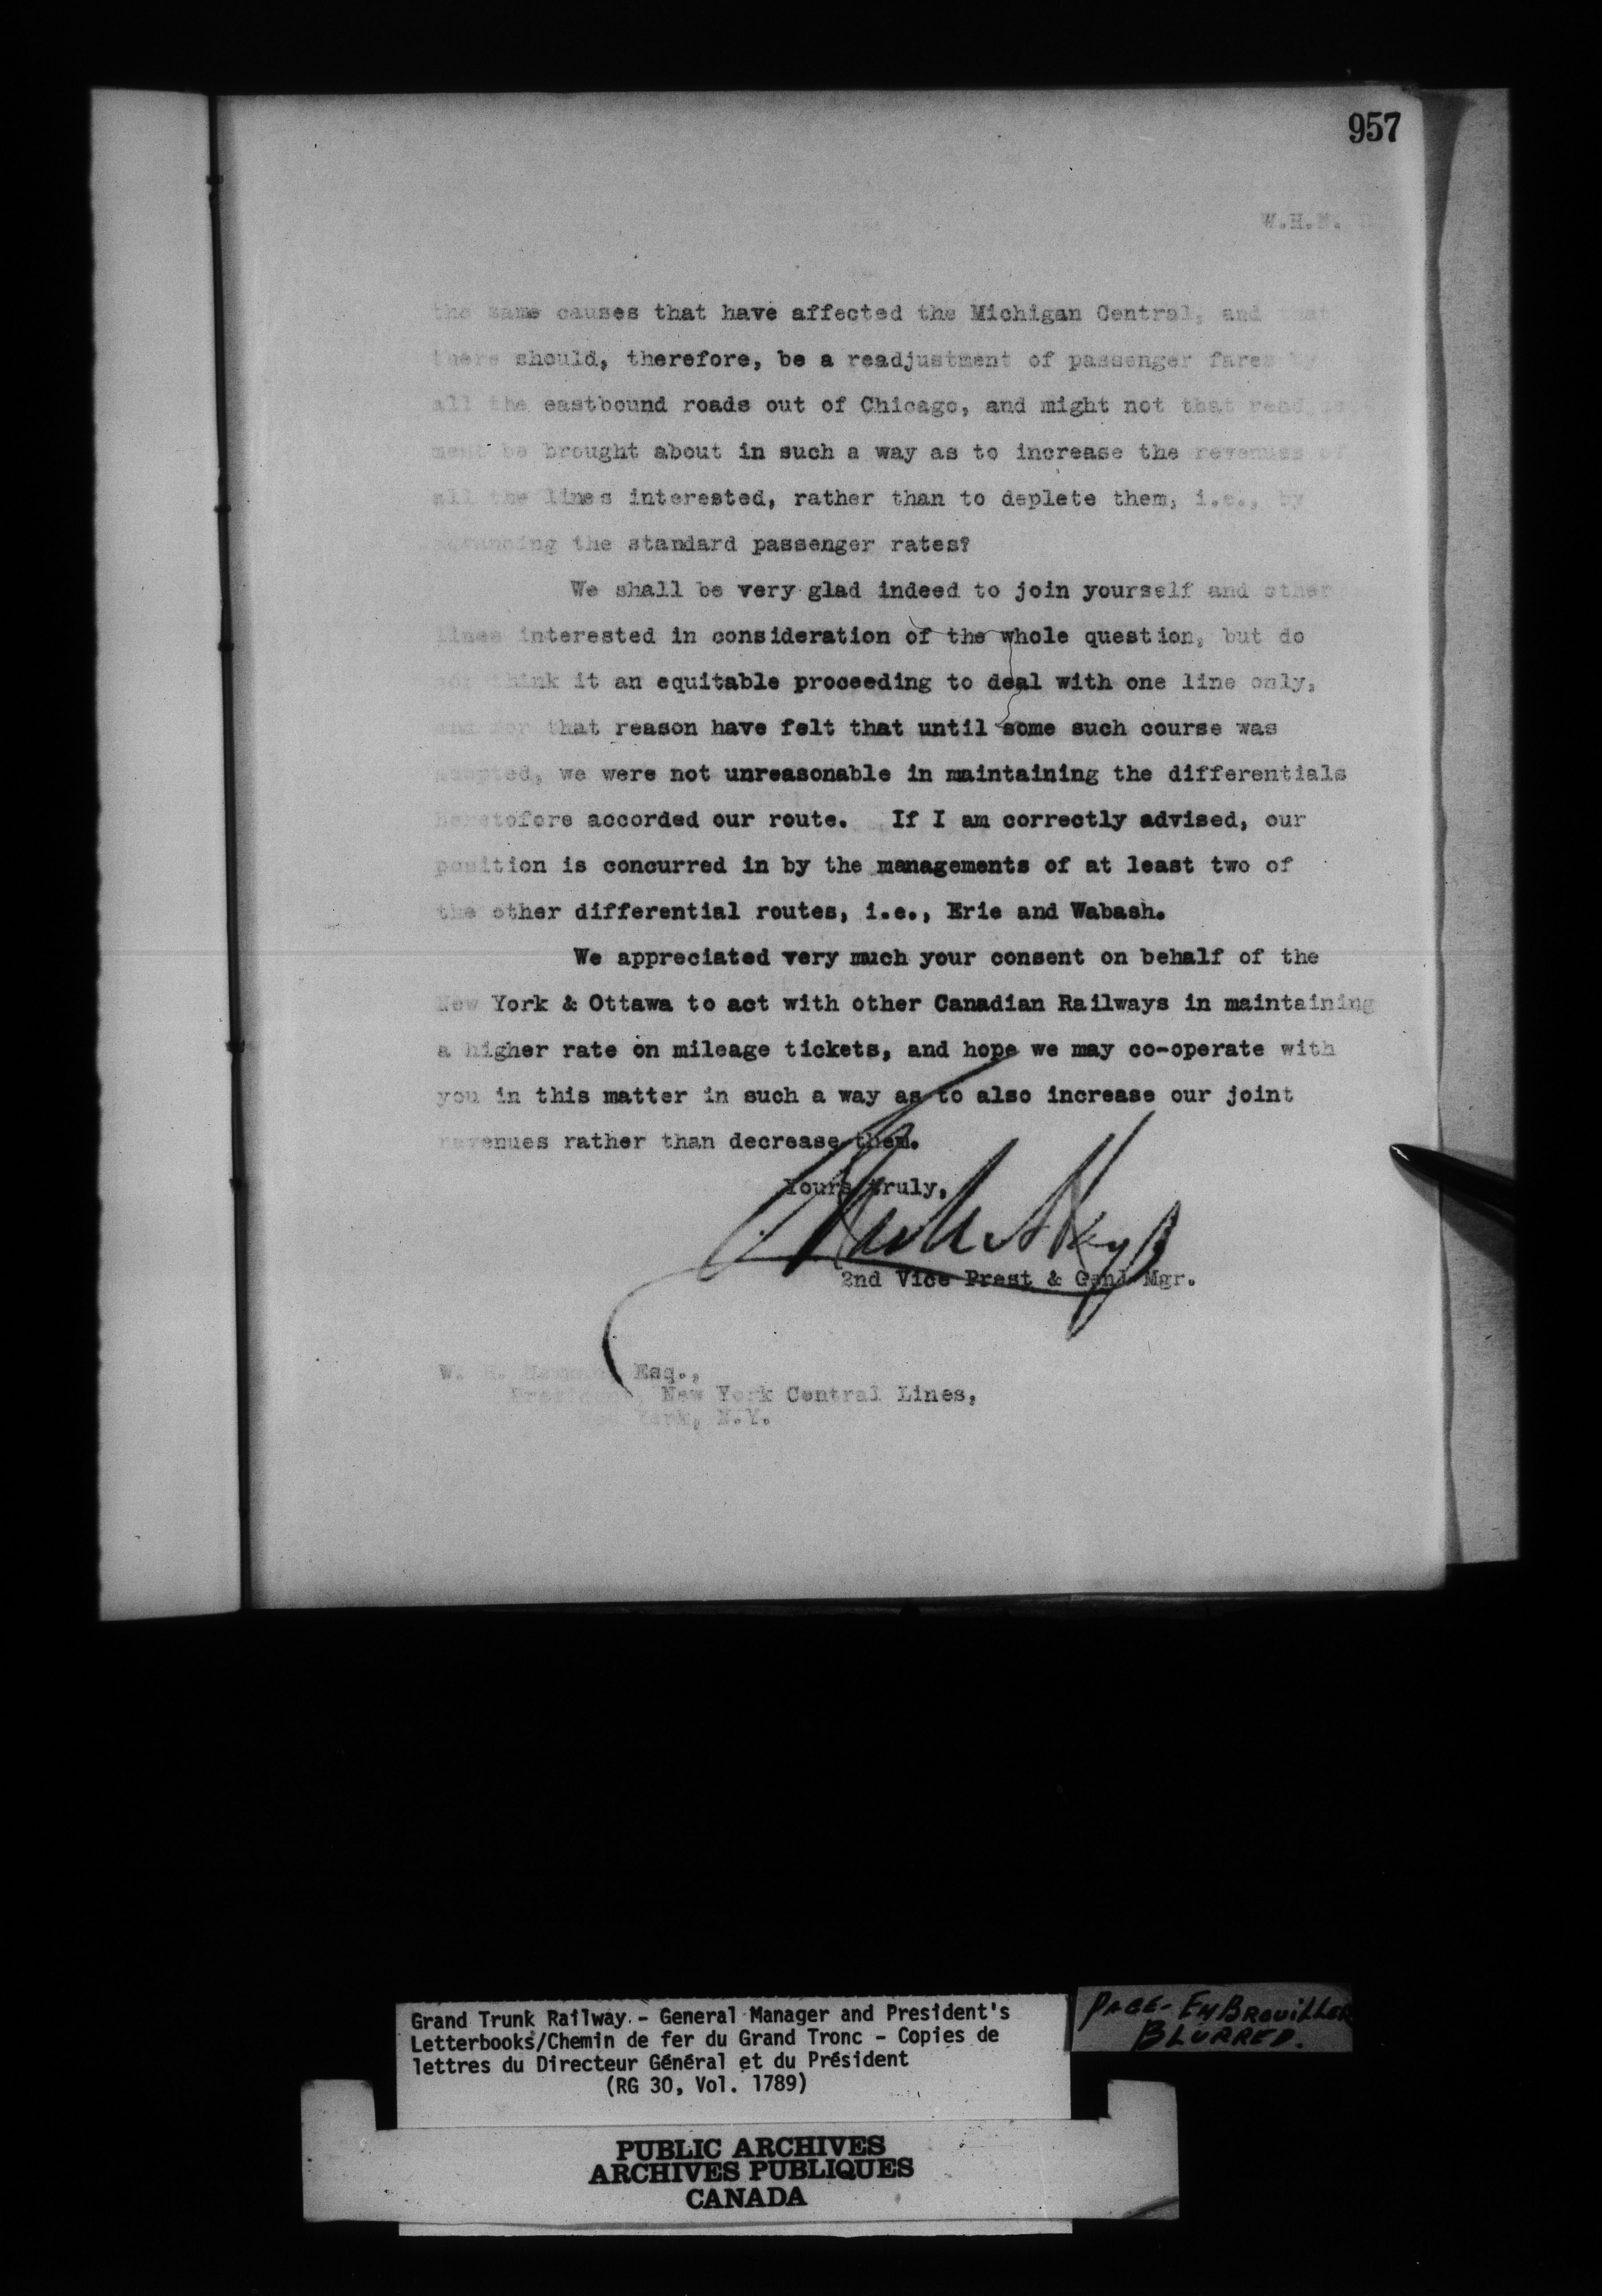 957
W.H.N.
the same causes that have affected the Michigan Central, and that
there should, therefore, be a readjustment of passenger fares by
all the eastbound roads out of Chicago, and might not that readjust-
ment be brought about in such a way as to increase the revenues of
all the lines interested, rather than to deplete them, i.e., by
the standard passenger rates?
We shall be very glad indeed to join yourself and other
lines interested in consideration of the whole question, but do
not think it an equitable proceeding to deal with one line only,
and for that reason have felt that until some such course was
adopted, we were not unreasonable in maintaining the differentials
heretofore accorded our route. If I am correctly advised, our
position is concurred in by the managements of at least two of
the other differential routes, i.e., Erie and Wabash.
We appreciated very much your consent on behalf of the
New York & Ottawa to act with other Canadian Railways in maintaining
a higher rate on mileage tickets, and hope we may co-operate with
you in this matter in such a way as to also increase our joint
revenues rather than decrease them.
Yours truly,
2nd Vice Prest & Genl Mgr.
W. H. Esq.,
President, New York Central Lines,
New York, N.Y.
Grand Trunk Railway.- General Manager and President's
Letterbooks/Chemin de fer du Grand Tronc - Copies de
lettres du Directeur Général et du Président
(RG 30, Vol. 1789)
PAGE- EMBROUILLER
BLURRED.
PUBLIC ARCHIVES
ARCHIVES PUBLIQUES
CANADA